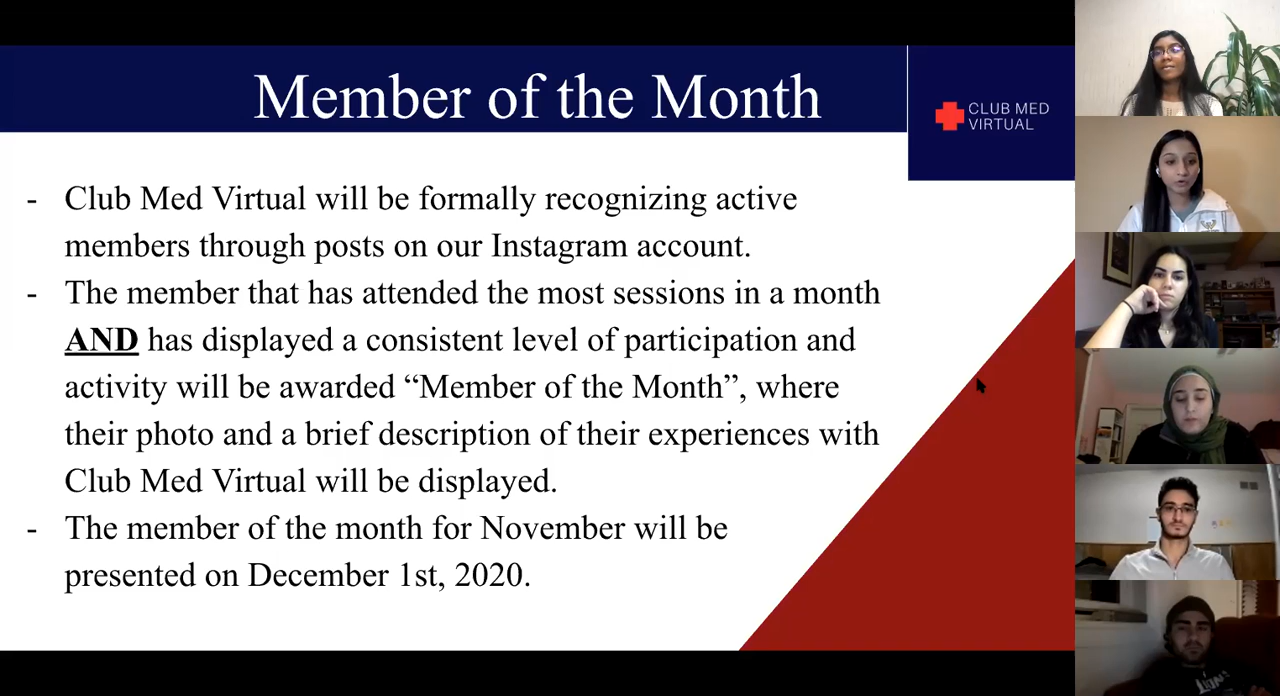 Member of the Month
CLUB MED
VIRTUAL
- Club Med Virtual will be formally recognizing active
members through posts on our Instagram account.
- The member that has attended the most sessions in a month
AND has displayed a consistent level of participation and
activity will be awarded “Member of the Month”, where
their photo and a brief description of their experiences with
Club Med Virtual will be displayed.
- The member of the month for November will be
presented on December 1st, 2020.